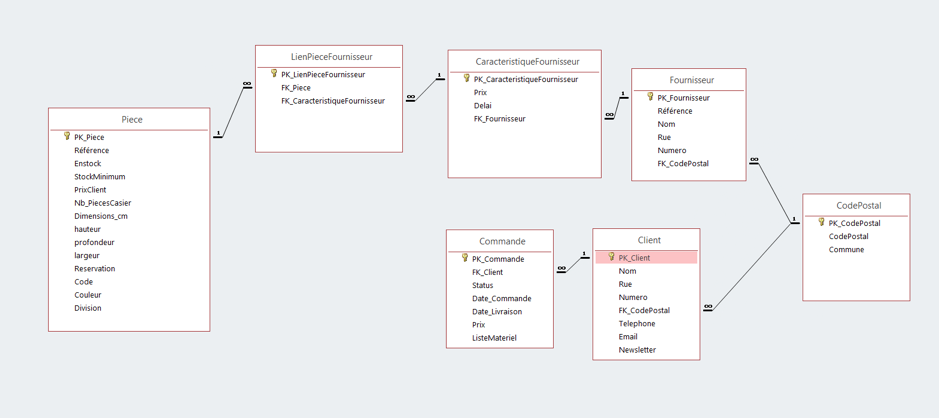 Piece
PK_Piece
Référence
Enstock
StockMinimum
PrixClient
Nb_PiecesCasier
Dimensions_cm
hauteur
profondeur
largeur
Reservation
Code
Couleur
Division
1
∞
LienPieceFournisseur
PK_LienPieceFournisseur
FK_Piece
FK_CaracteristiqueFournisseur
∞
1
CaracteristiqueFournisseur
PK_CaracteristiqueFournisseur
Prix
Delai
FK_Fournisseur
∞
1
Fournisseur
PK_Fournisseur
Référence
Nom
Rue
Numero
FK_CodePostal
∞
1
CodePostal
PK_CodePostal
CodePostal
Commune
Commande
PK_Commande
FK_Client
Status
Date_Commande
Date_Livraison
Prix
ListeMateriel
∞
1
Client
PK_Client
Nom
Rue
Numero
FK_CodePostal
Telephone
Email
Newsletter
∞